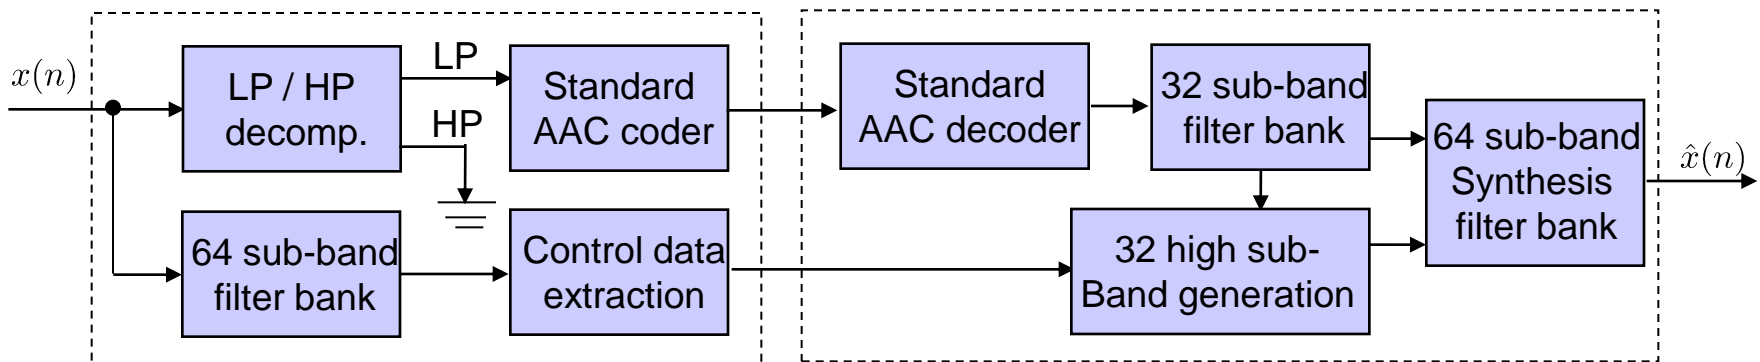 x(n)
LP / HP
decomp.
LP
HP
Standard
AAC coder
64 sub-band
filter bank
Control data
extraction
Standard
AAC decoder
32 sub-band
filter bank
32 high sub-
Band generation
64 sub-band
Synthesis
filter bank
x̂(n)